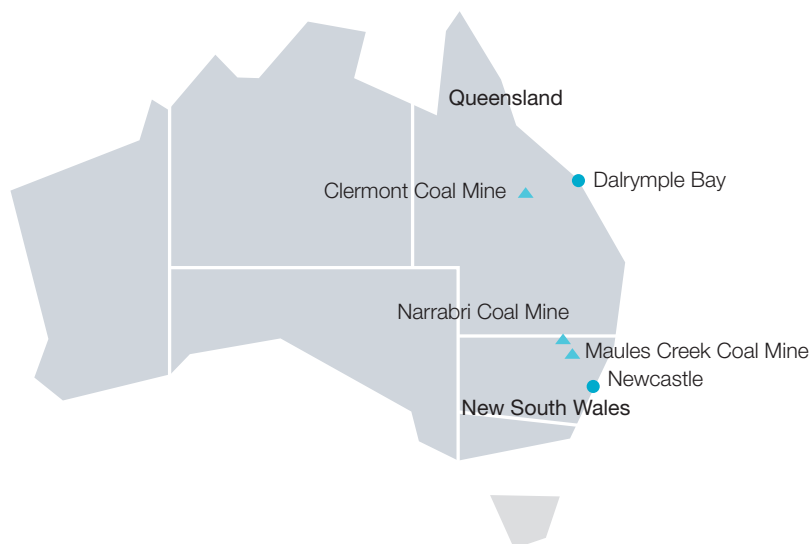 Queensland
Clermont Coal Mine
Dalrymple Bay
Narrabri Coal Mine
Maules Creek Coal Mine
Newcastle
New South Wales